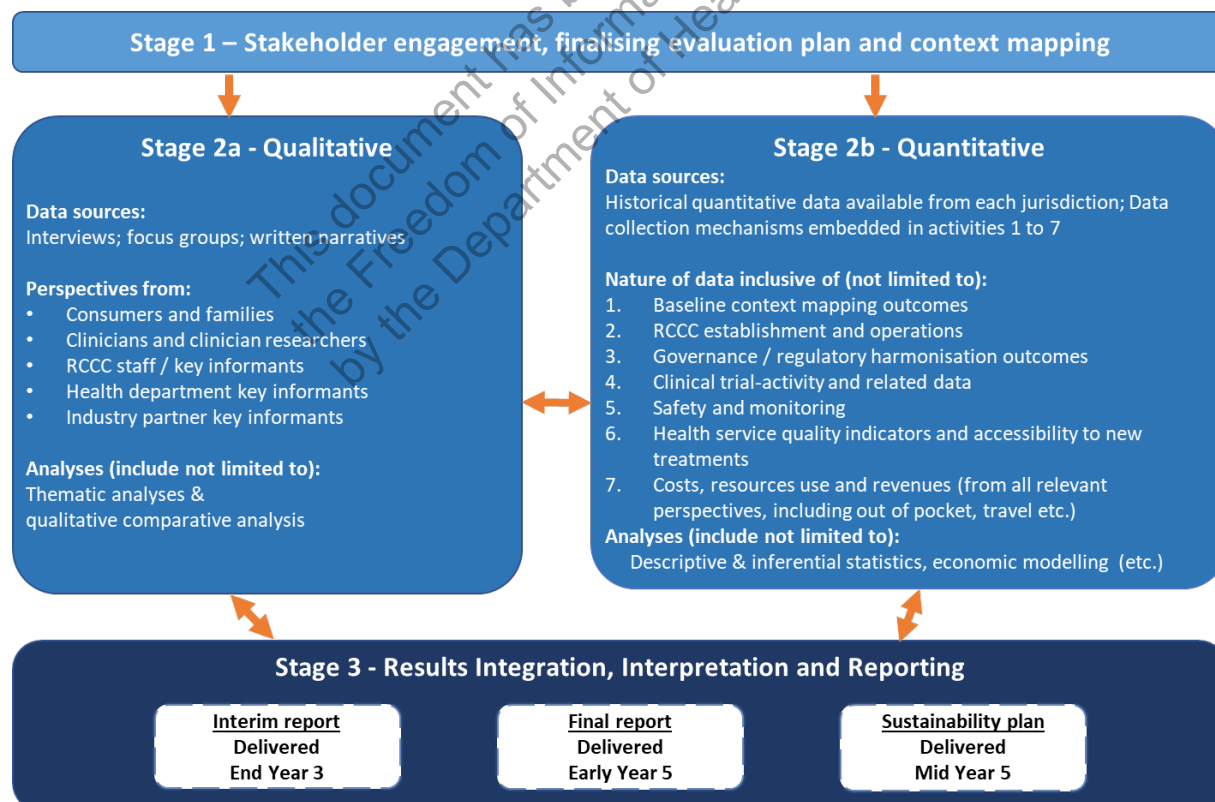 Stage 1 – Stakeholder engagement, finalising evaluation plan and context mapping
Stage 2a - Qualitative
Data sources:
Interviews; focus groups; written narratives
Perspectives from:
• Consumers and families
• Clinicians and clinician researchers
• RCCC staff / key informants
• Health department key informants
• Industry partner key informants
Analyses (include not limited to):
Thematic analyses &
qualitative comparative analysis
Stage 2b - Quantitative
Data sources:
Historical quantitative data available from each jurisdiction; Data
collection mechanisms embedded in activities 1 to 7
Nature of data inclusive of (not limited to):
1. Baseline context mapping outcomes
2. RCCC establishment and operations
3. Governance / regulatory harmonisation outcomes
4. Clinical trial-activity and related data
5. Safety and monitoring
6. Health service quality indicators and accessibility to new
treatments
7. Costs, resources use and revenues (from all relevant
perspectives, including out of pocket, travel etc.)
Analyses (include not limited to):
Descriptive & inferential statistics, economic modelling (etc.)
Stage 3 - Results Integration, Interpretation and Reporting
Interim report
Delivered
End Year 3
Final report
Delivered
Early Year 5
Sustainability plan
Delivered
Mid Year 5
This document has
the Freedom of
by the Department of